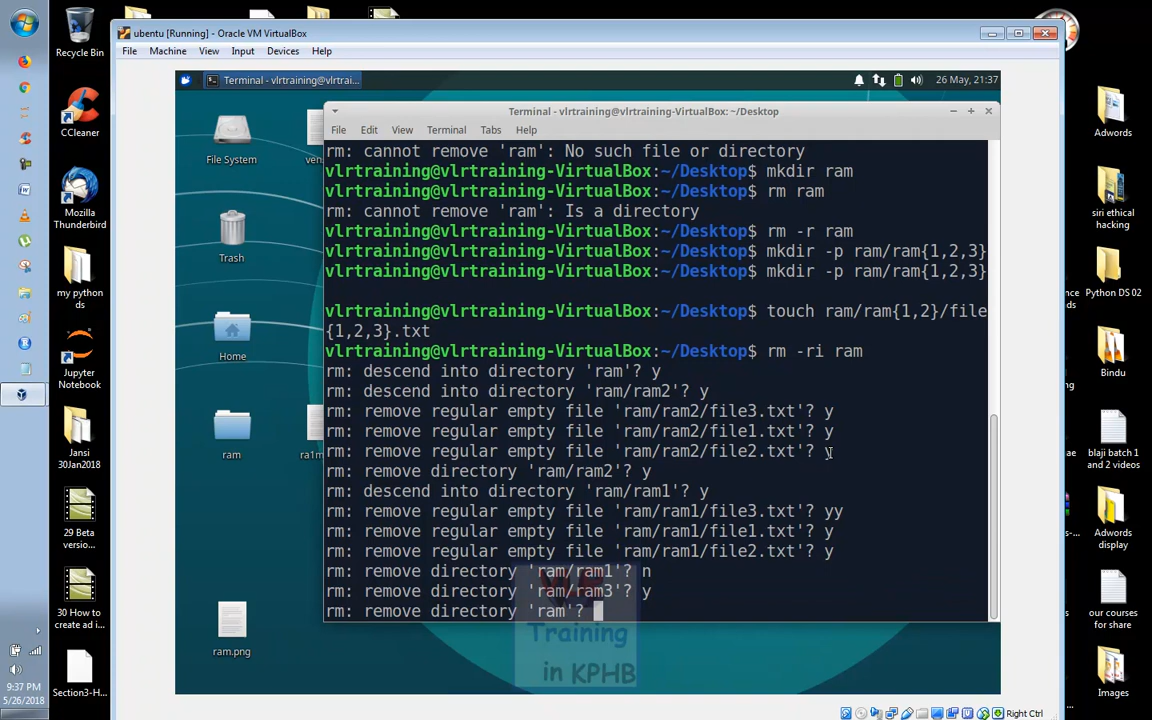 ubentu [Running] - Oracle VM VirtualBox
File Machine View Input Devices Help
Terminal - vlrtraining@vlrtrai...
26 May, 21:37
Terminal - vlrtraining@vlrtraining-VirtualBox: ~/Desktop
File Edit View Terminal Tabs Help
rm: cannot remove 'ram': No such file or directory
vlrtraining@vlrtraining-VirtualBox:~/Desktop$ mkdir ram
vlrtraining@vlrtraining-VirtualBox:~/Desktop$ rm ram
rm: cannot remove 'ram': Is a directory
vlrtraining@vlrtraining-VirtualBox:~/Desktop$ rm -r ram
vlrtraining@vlrtraining-VirtualBox:~/Desktop$ mkdir -p ram/ram{1,2,3}
vlrtraining@vlrtraining-VirtualBox:~/Desktop$ mkdir -p ram/ram{1,2,3}
vlrtraining@vlrtraining-VirtualBox:~/Desktop$ touch ram/ram{1,2}/file
{1,2,3}.txt
vlrtraining@vlrtraining-VirtualBox:~/Desktop$ rm -ri ram
rm: descend into directory 'ram'? y
rm: descend into directory 'ram/ram2'? y
rm: remove regular empty file 'ram/ram2/file3.txt'? y
rm: remove regular empty file 'ram/ram2/file1.txt'? y
rm: remove regular empty file 'ram/ram2/file2.txt'? y
rm: remove directory 'ram/ram2'? y
rm: descend into directory 'ram/ram1'? y
rm: remove regular empty file 'ram/ram1/file3.txt'? yy
rm: remove regular empty file 'ram/ram1/file1.txt'? y
rm: remove regular empty file 'ram/ram1/file2.txt'? y
rm: remove directory 'ram/ram1'? n
rm: remove directory 'ram/ram3'? y
rm: remove directory 'ram'?
Training
in KPHB
File System
Trash
Home
ram
ram.png
ven
ra1m
Recycle Bin
CCleaner
Mozilla
Thunderbird
my python
ds
Jupyter
Notebook
Jansi
30Jan2018
29 Beta
versio...
30 How to
create ad i...
Section3-H...
Adwords
siri ethical
hacking
Python DS 02
Bindu
blaji batch 1
and 2 videos
Adwords
display
our courses
for share
Images
9:37 PM
5/26/2018
Right Ctrl